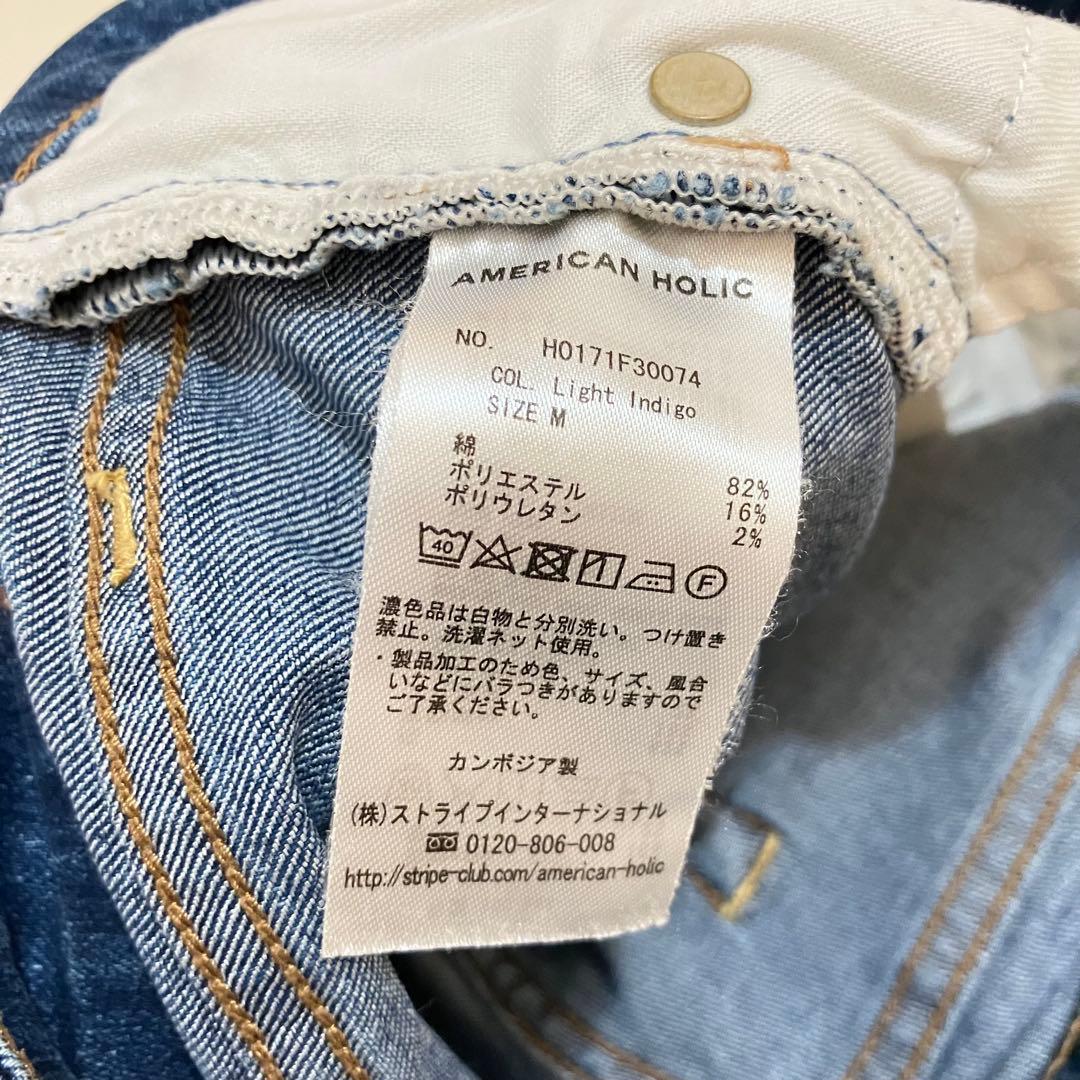 AMERICAN HOLIC
NO. H0171F30074
COL. Light Indigo
SIZE M
綿 82%
ポリエステル 16%
ポリウレタン 2%
40 F
濃色品は白物と分別洗い。つけ置き
禁止。洗濯ネット使用。
・製品加工のため色、サイズ、風合
いなどにバラつきがありますので
ご了承ください。
カンボジア製
(株)ストライプインターナショナル
0120-806-008
http://stripe-club.com/american-holic